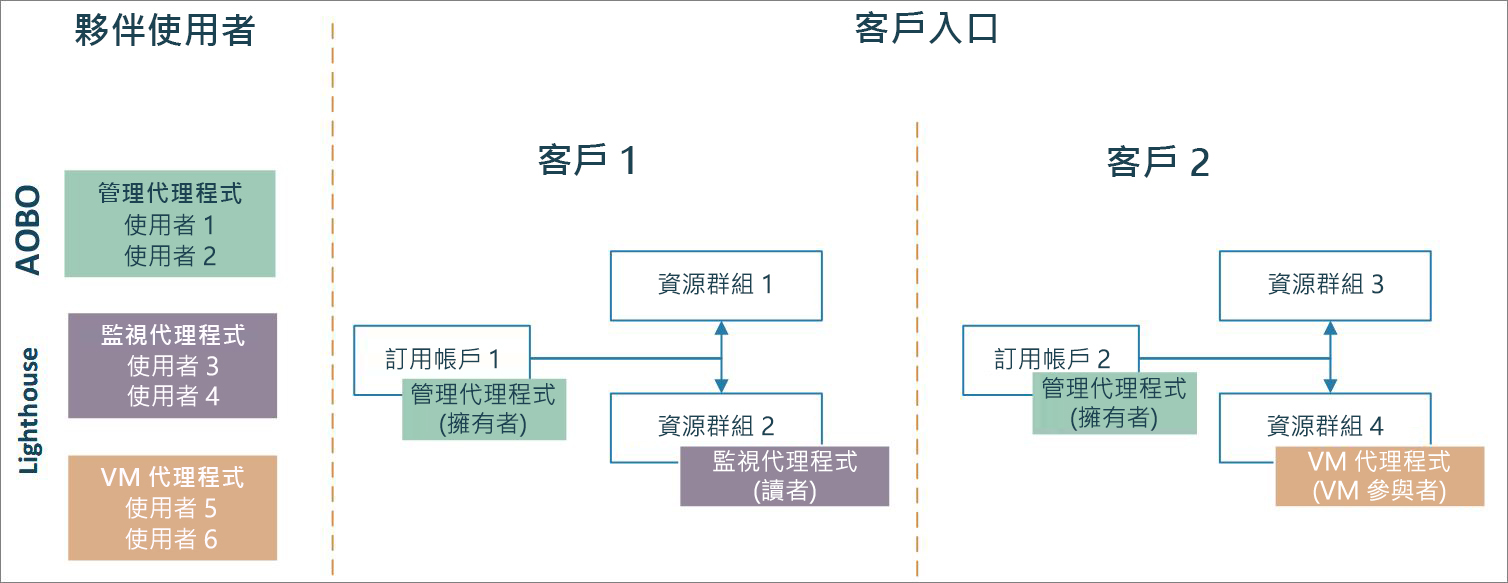 夥伴使用者
客戶入口
AOBO
管理代理程式
使用者 1
使用者 2
Lighthouse
監視代理程式
使用者 3
使用者 4
VM 代理程式
使用者 5
使用者 6
客戶 1
資源群組 1
訂用帳戶 1
管理代理程式
(擁有者)
資源群組 2
監視代理程式
(讀者)
客戶 2
資源群組 3
訂用帳戶 2
管理代理程式
(擁有者)
資源群組 4
VM 代理程式
(VM 參與者)